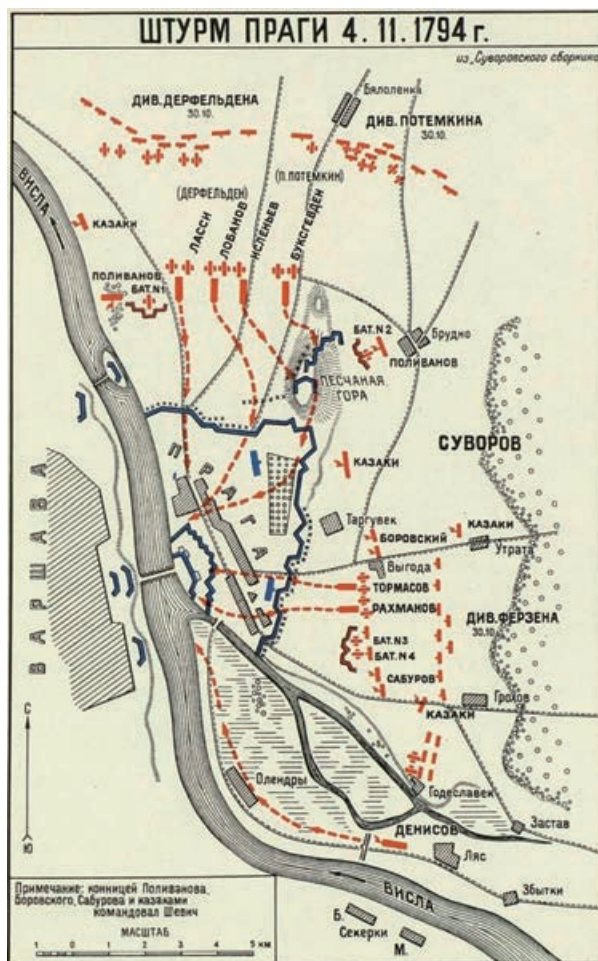 ШТУРМ ПРАГИ 4. 11. 1794 г.
из „Суворовского сборника
Бялоленка
ДИВ. ДЕРФЕЛЬДЕНА
30.10.
ДИВ. ПОТЕМКИНА
30.10.
ВИСЛА
(ДЕРФЕЛЬДЕН)
(П. ПОТЕМКИН)
КАЗАКИ
ЛАССИ
ЛОБАНОВ
ИСЛЕНЬЕВ
БУКСГЕВДЕН
ПОЛИВАНОВ
БАТ. N1
БАТ. N2
Брудно
ПОЛИВАНОВ
ПЕСЧАНАЯ
ГОРА
СУВОРОВ
ПРАГА
КАЗАКИ
ВАРШАВА
Таргувек
КАЗАКИ
БОРОВСКИЙ
Утрата
Выгода
ТОРМАСОВ
РАХМАНОВ
ДИВ. ФЕРЗЕНА
30.10.
БАТ. N3
БАТ. N4
САБУРОВ
КАЗАКИ
Грохов
С
Ю
Олендры
Годеславек
ДЕНИСОВ
Застав
Ляс
ВИСЛА
Збытки
Б.
Секерки
М.
Примечание: конницей Поливанова,
Боровского, Сабурова и казаками
командовал Шевич
МАСШТАБ
1 0 1 2 3 4 5 км